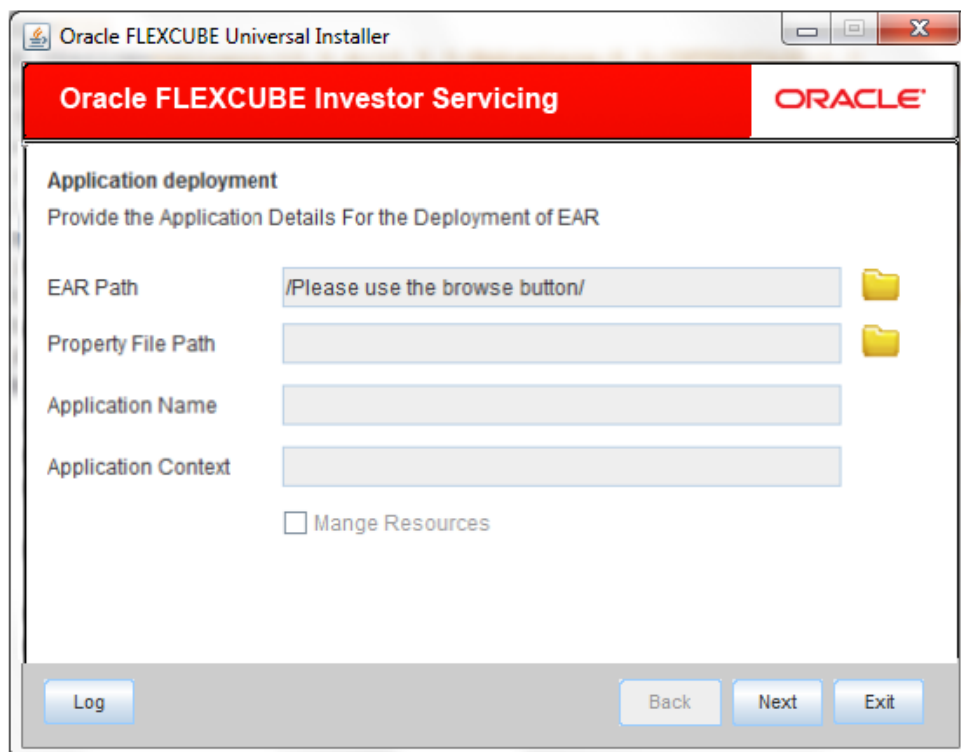 Oracle FLEXCUBE Universal Installer
Oracle FLEXCUBE Investor Servicing
ORACLE
Application deployment
Provide the Application Details For the Deployment of EAR
EAR Path /Please use the browse button/
Property File Path
Application Name
Application Context
Mange Resources
Log Back Next Exit